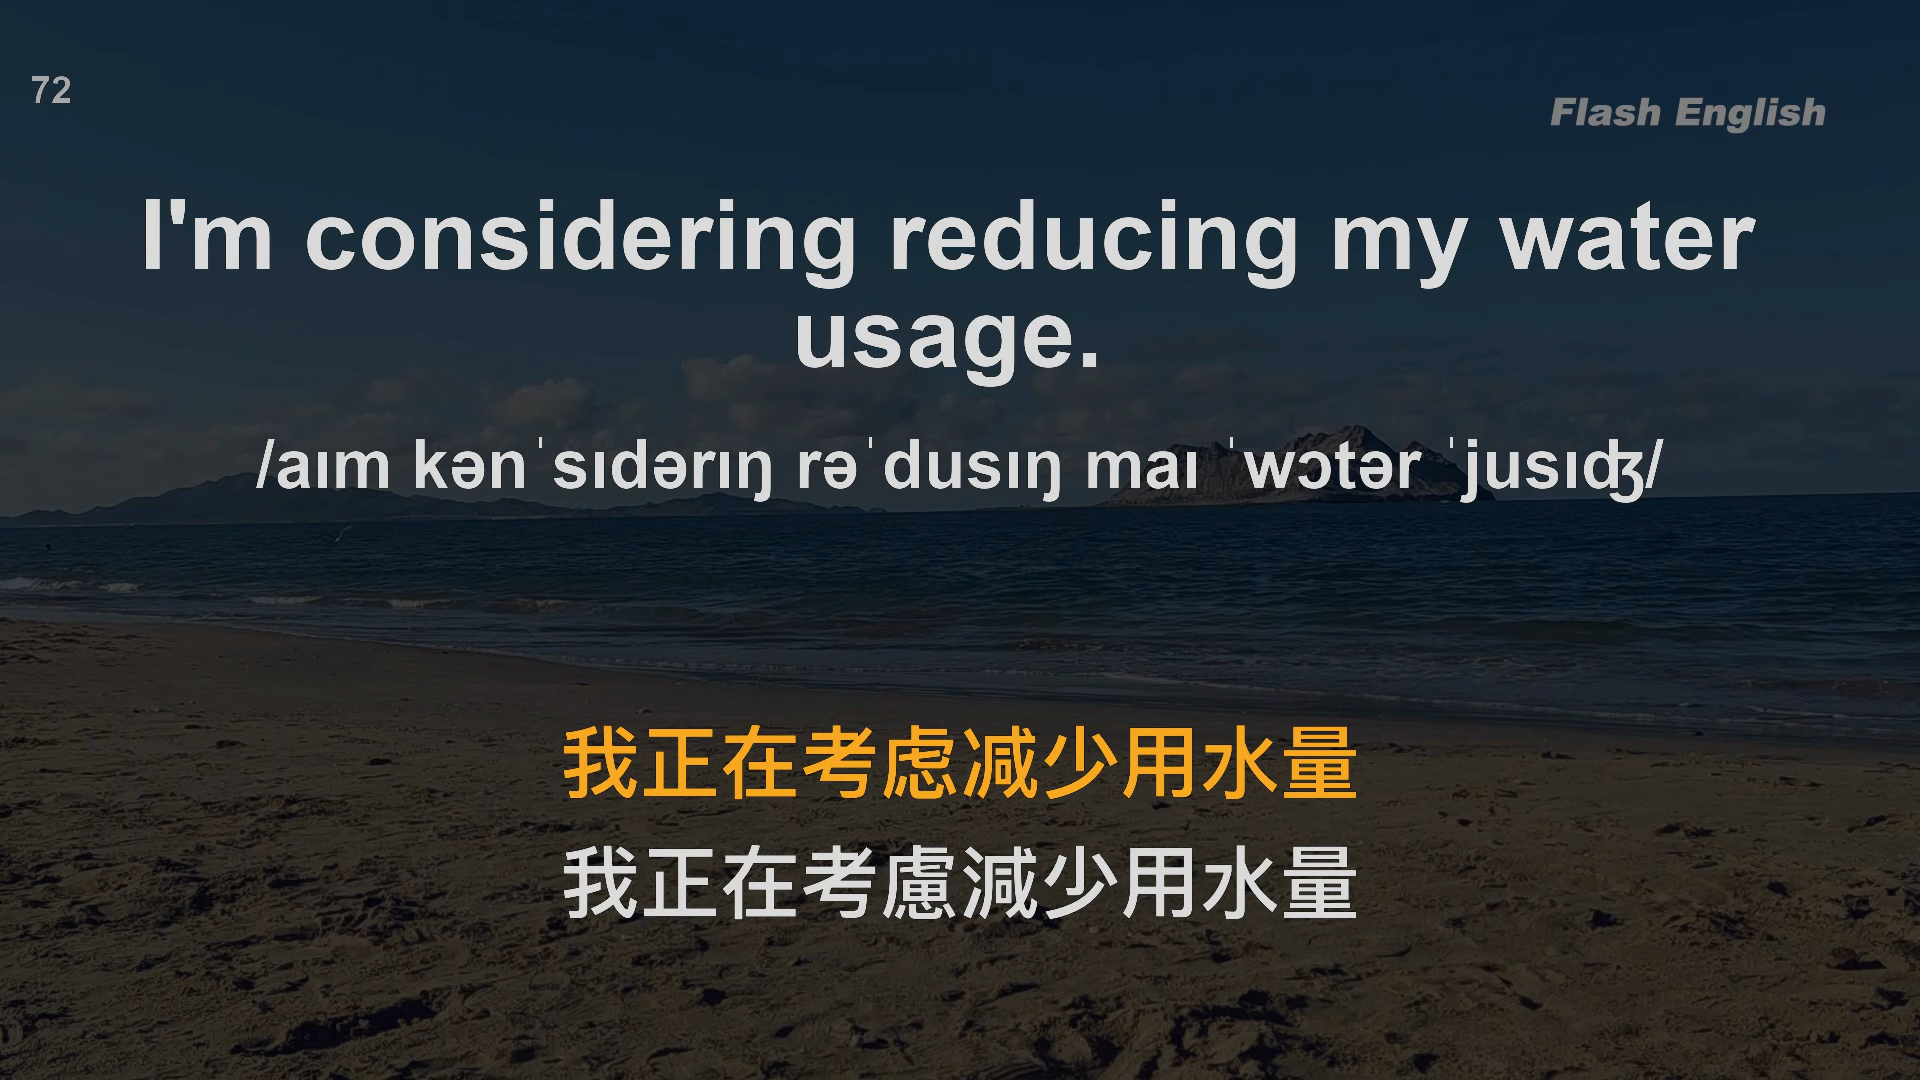 72
Flash English
I'm considering reducing my water
usage.
/aɪm kənˈsɪdərɪŋ rəˈdusɪŋ maɪ ˈwɔtər ˈjusɪʤ/
我正在考虑减少用水量
我正在考慮減少用水量